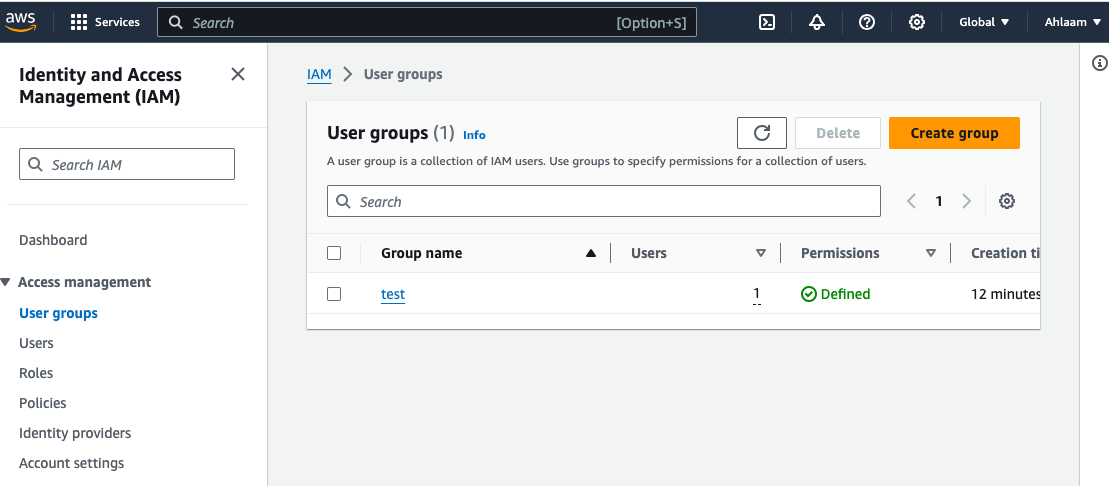 aws Services Search [Option+S] Global Ahlaam
Identity and Access
Management (IAM)
Search IAM
Dashboard
Access management
User groups
Users
Roles
Policies
Identity providers
Account settings
IAM User groups
User groups (1) Info
Delete
Create group
A user group is a collection of IAM users. Use groups to specify permissions for a collection of users.
Search
1
Group name Users Permissions Creation ti
test 1 Defined 12 minutes